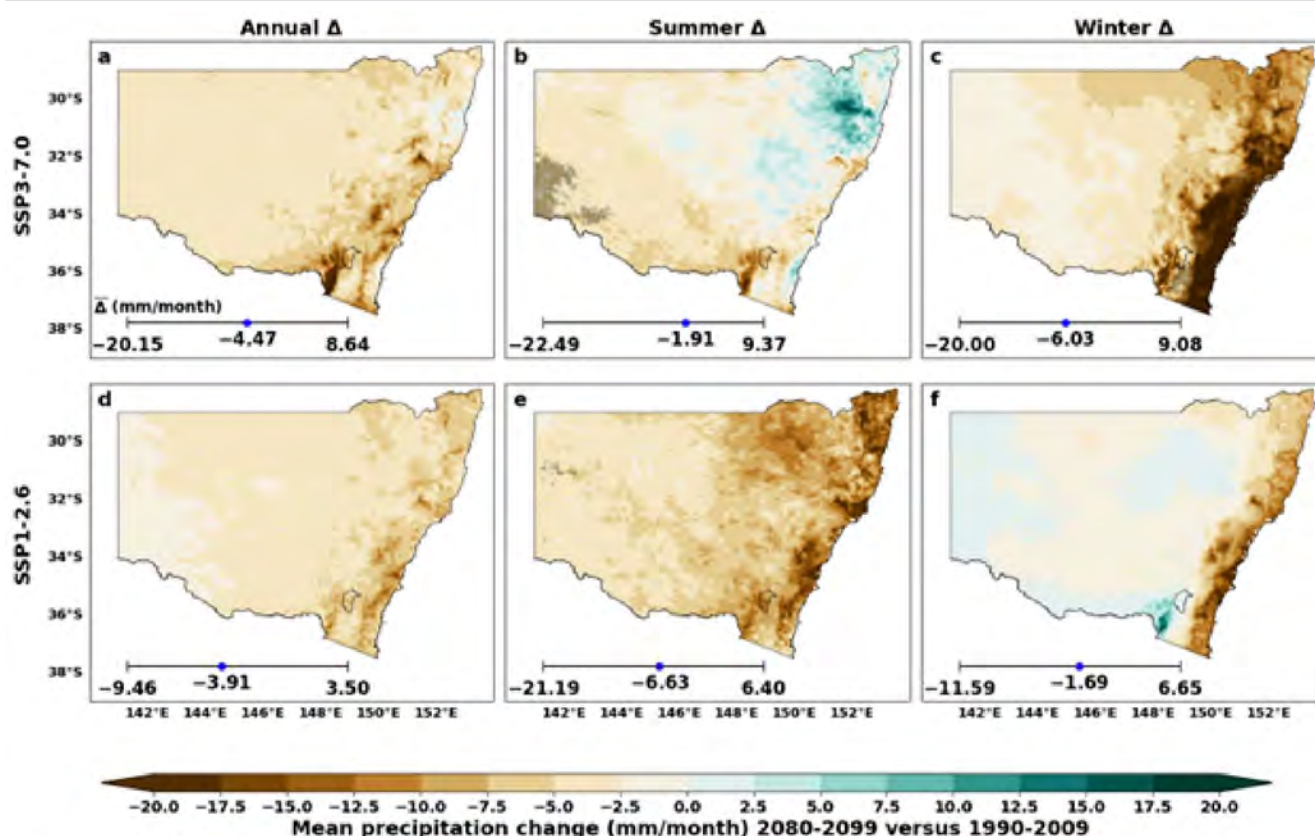 Annual Δ Summer Δ Winter Δ
a b c
30°S
32°S
SSP3-7.0
34°S
36°S
Δ̅ (mm/month)
38°S
−20.15 −4.47 8.64 −22.49 −1.91 9.37 −20.00 −6.03 9.08
d e f
30°S
32°S
SSP1-2.6
34°S
36°S
38°S
−9.46 −3.91 3.50 −21.19 −6.63 6.40 −11.59 −1.69 6.65
142°E 144°E 146°E 148°E 150°E 152°E 142°E 144°E 146°E 148°E 150°E 152°E 142°E 144°E 146°E 148°E 150°E 152°E
−20.0 −17.5 −15.0 −12.5 −10.0 −7.5 −5.0 −2.5 0.0 2.5 5.0 7.5 10.0 12.5 15.0 17.5 20.0
Mean precipitation change (mm/month) 2080-2099 versus 1990-2009